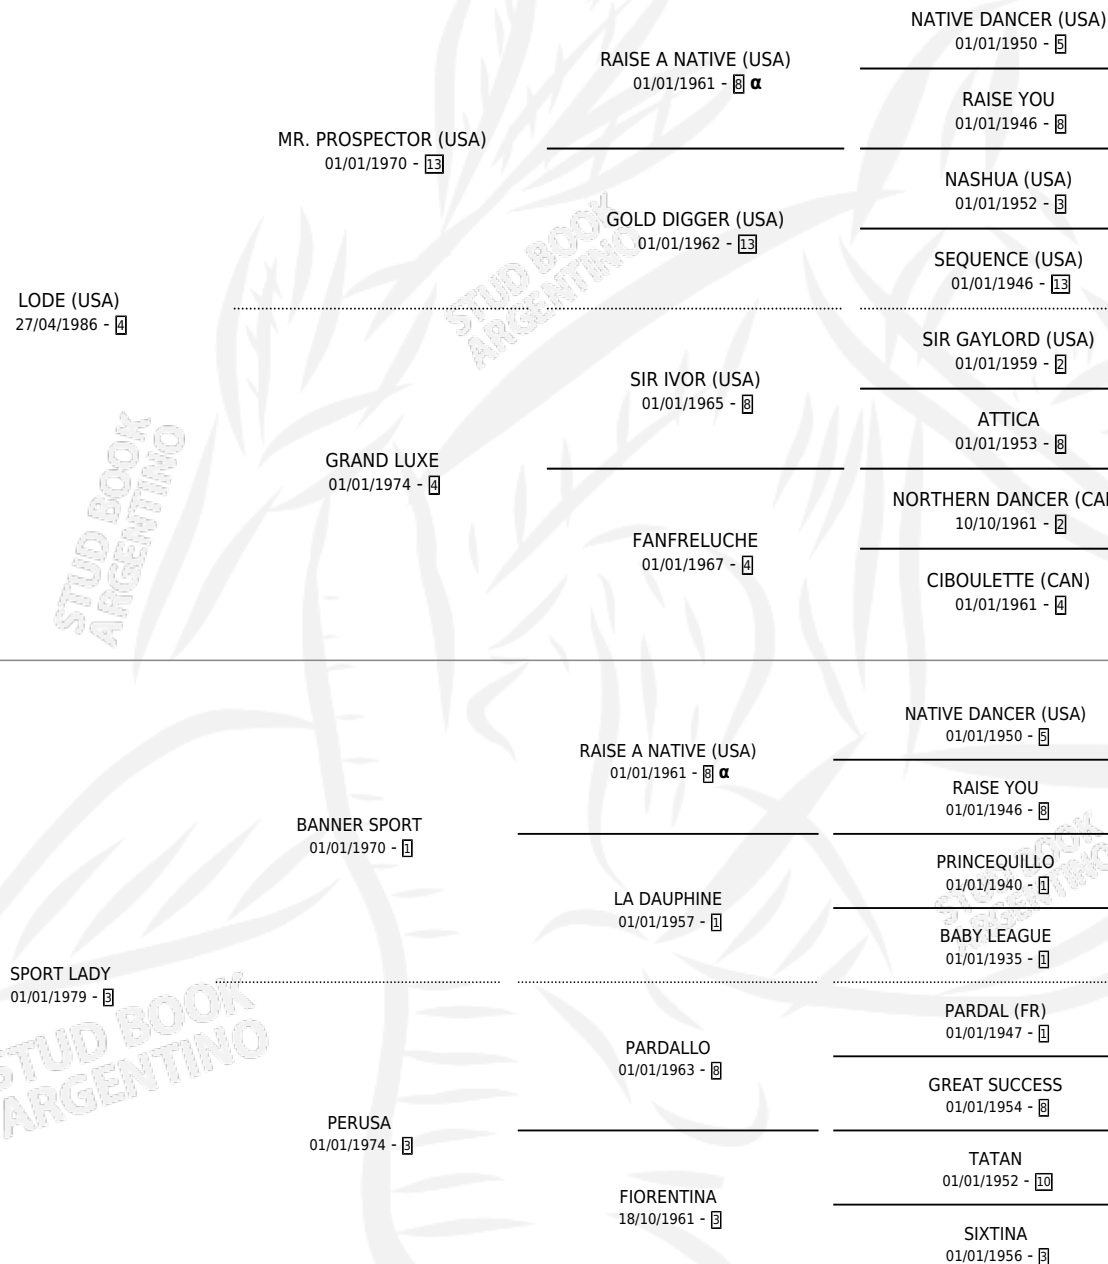 NATIVE DANCER (USA)
01/01/1950 - 5
RAISE A NATIVE (USA)
01/01/1961 - 8 α
RAISE YOU
01/01/1946 - 8
MR. PROSPECTOR (USA)
01/01/1970 - 13
NASHUA (USA)
01/01/1952 - 3
GOLD DIGGER (USA)
01/01/1962 - 13
SEQUENCE (USA)
01/01/1946 - 13
LODE (USA)
27/04/1986 - 4
SIR GAYLORD (USA)
01/01/1959 - 2
SIR IVOR (USA)
01/01/1965 - 8
ATTICA
01/01/1953 - 8
GRAND LUXE
01/01/1974 - 4
NORTHERN DANCER (CA
10/10/1961 - 2
FANFRELUCHE
01/01/1967 - 4
CIBOULETTE (CAN)
01/01/1961 - 4
NATIVE DANCER (USA)
01/01/1950 - 5
RAISE A NATIVE (USA)
01/01/1961 - 8 α
RAISE YOU
01/01/1946 - 8
BANNER SPORT
01/01/1970 - 1
PRINCEQUILLO
01/01/1940 - 1
LA DAUPHINE
01/01/1957 - 1
BABY LEAGUE
01/01/1935 - 1
SPORT LADY
01/01/1979 - 3
PARDAL (FR)
01/01/1947 - 1
PARDALLO
01/01/1963 - 8
GREAT SUCCESS
01/01/1954 - 8
PERUSA
01/01/1974 - 3
TATAN
01/01/1952 - 10
FIORENTINA
18/10/1961 - 3
SIXTINA
01/01/1956 - 3
STUD BOOK
ARGENTINO
STUD BOOK
ARGENTINO
STUD BOOK
ARGENTINO
STUD BOOK
ARGENTINO